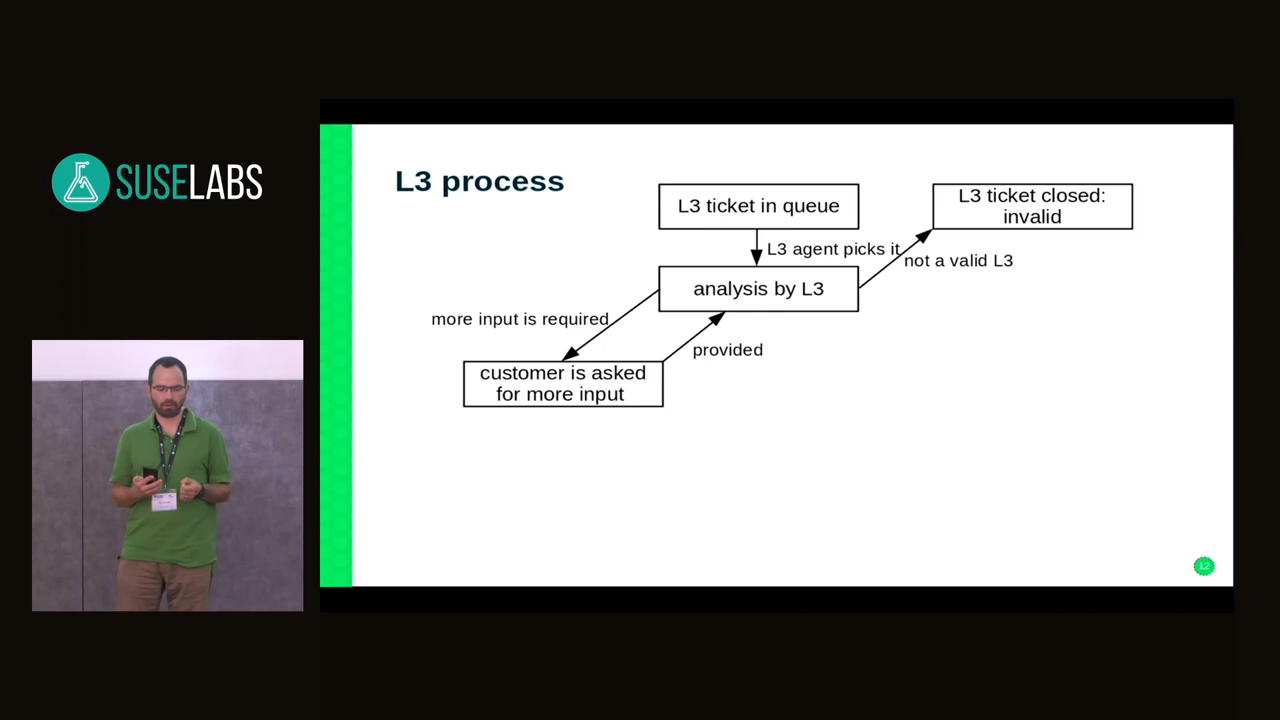 SUSELABS
L3 process
L3 ticket in queue
L3 ticket closed:
invalid
L3 agent picks it
not a valid L3
analysis by L3
more input is required
provided
customer is asked
for more input
12